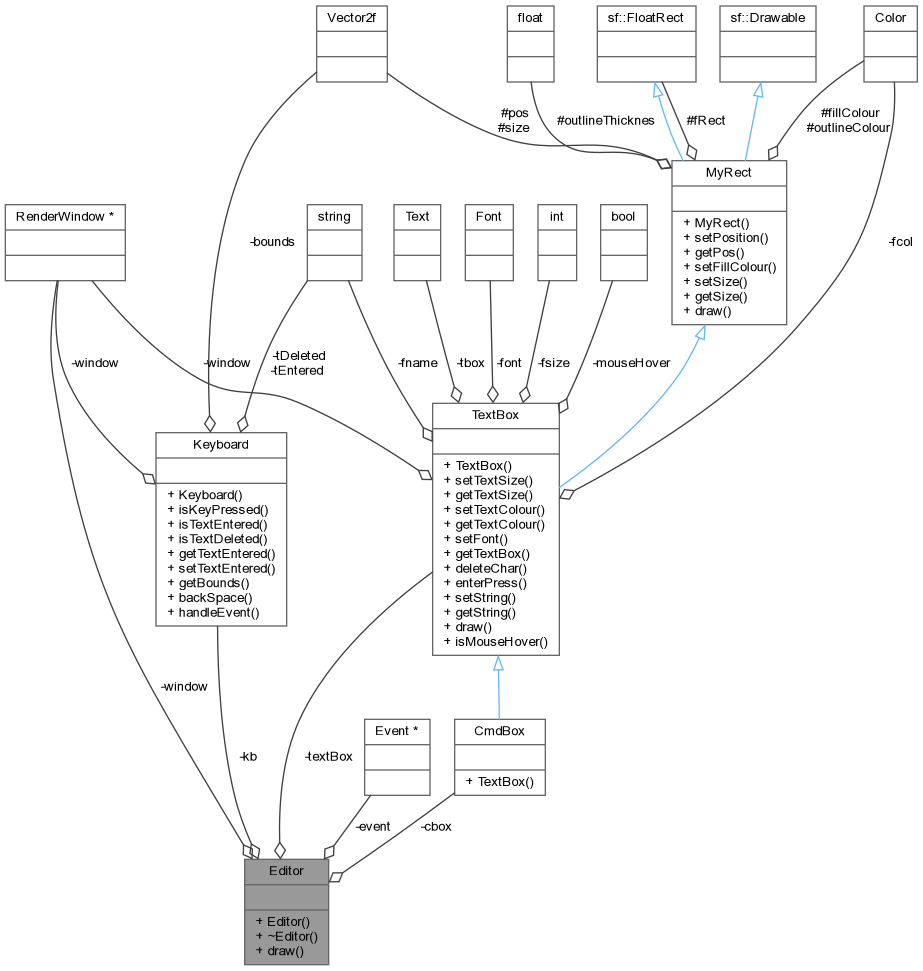 Vector2f
float
sf::FloatRect
sf::Drawable
Color
#pos
#size
#outlineThicknes
#fRect
#fillColour
#outlineColour
MyRect
+ MyRect()
+ setPosition()
+ getPos()
+ setFillColour()
+ setSize()
+ getSize()
+ draw()
RenderWindow *
string
Text
Font
int
bool
-bounds
-fcol
-window
-window
-tDeleted
-tEntered
-fname
-tbox
-font
-fsize
-mouseHover
Keyboard
+ Keyboard()
+ isKeyPressed()
+ isTextEntered()
+ isTextDeleted()
+ getTextEntered()
+ setTextEntered()
+ getBounds()
+ backSpace()
+ handleEvent()
TextBox
+ TextBox()
+ setTextSize()
+ getTextSize()
+ setTextColour()
+ getTextColour()
+ setFont()
+ getTextBox()
+ deleteChar()
+ enterPress()
+ setString()
+ getString()
+ draw()
+ isMouseHover()
-window
-kb
-textBox
Event *
CmdBox
+ TextBox()
-event
-cbox
Editor
+ Editor()
+ ~Editor()
+ draw()